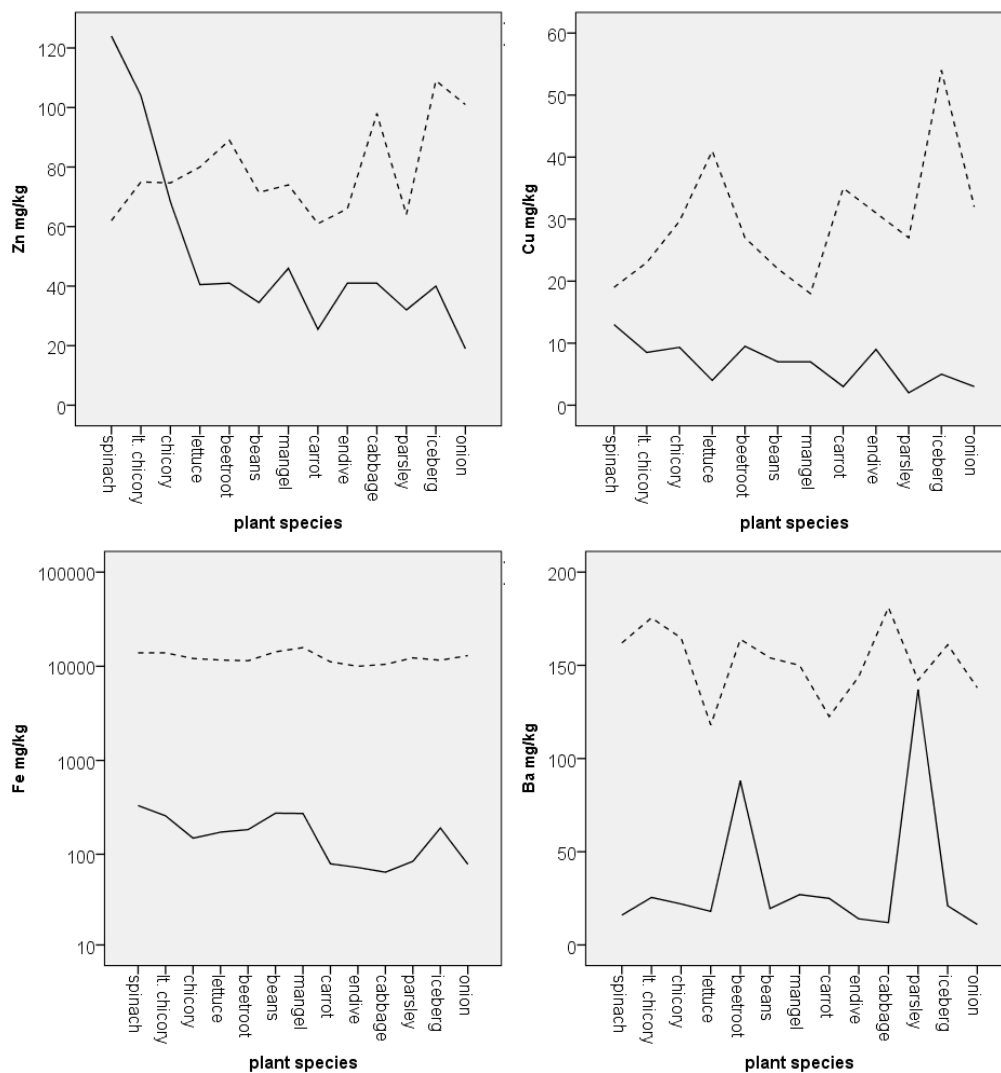 120
100
80
60
40
20
0
Zn mg/kg
spinach
It. chicory
chicory
lettuce
beetroot
beans
mangel
carrot
endive
cabbage
parsley
iceberg
onion
plant species
60
50
40
30
20
10
0
Cu mg/kg
spinach
It. chicory
chicory
lettuce
beetroot
beans
mangel
carrot
endive
cabbage
parsley
iceberg
onion
plant species
100000
10000
1000
100
10
Fe mg/kg
spinach
It. chicory
chicory
lettuce
beetroot
beans
mangel
carrot
endive
cabbage
parsley
iceberg
onion
plant species
200
150
100
50
0
Ba mg/kg
spinach
It. chicory
chicory
lettuce
beetroot
beans
mangel
carrot
endive
cabbage
parsley
iceberg
onion
plant species